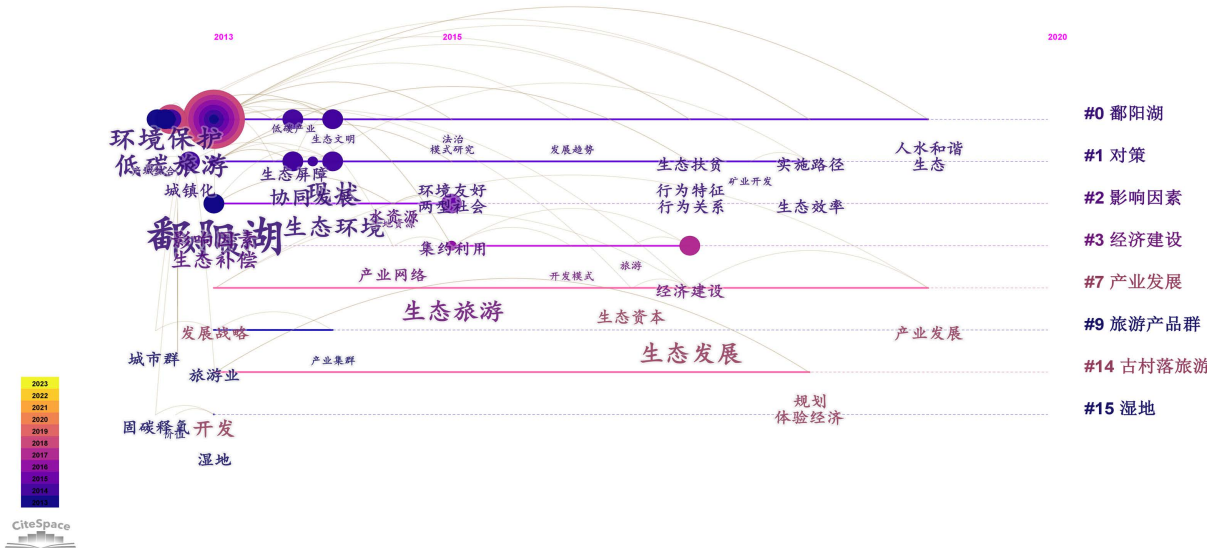 2013 2015 2020
#0 鄱阳湖
低碳产业
生态文明
环境保护
法治
模式研究
发展趋势
人水和谐
生态
#1 对策
低碳旅游
生态扶贫
实施路径
生态屏障
矿业开发
城镇化
现状
协同发展
环境友好
两型社会
行为特征
行为关系
生态效率
#2 影响因素
水资源
生态环境
鄱阳湖
影响因素
生态补偿
集约利用
#3 经济建设
旅游
产业网络
开发模式
经济建设
#7 产业发展
生态旅游
生态资本
#9 旅游产品群
发展战略
产业发展
城市群
产业集群
生态发展
旅游业
#14 古村落旅游
规划
体验经济
#15 湿地
固碳释氧
价值
开发
湿地
2023
2022
2021
2020
2019
2018
2017
2016
2015
2014
2013
CiteSpace